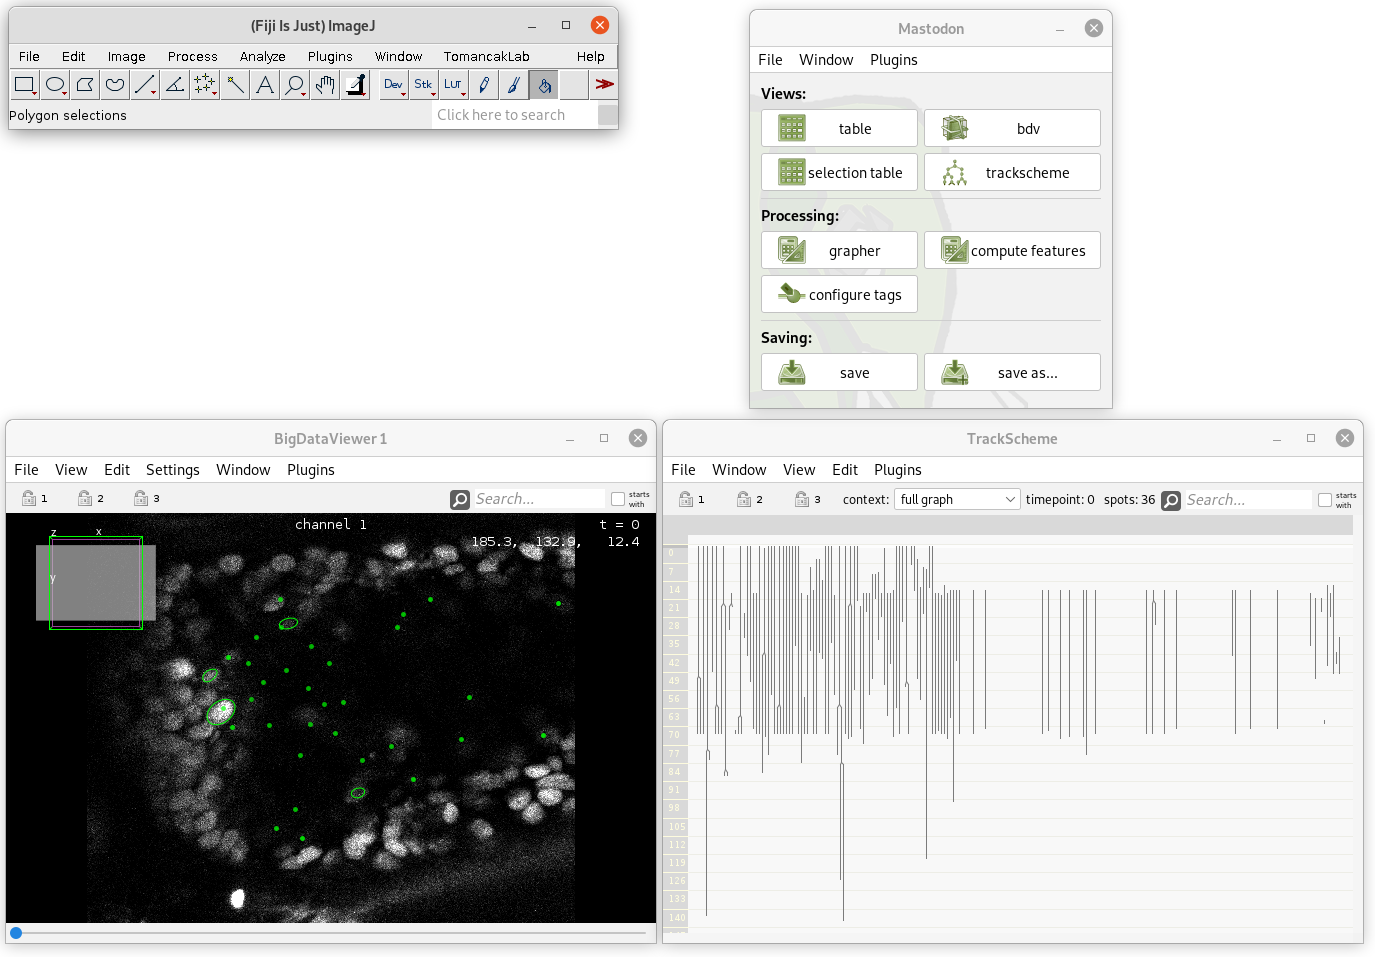 (Fiji Is Just) ImageJ
File Edit Image Process Analyze Plugins Window TomancakLab Help
Dev Stk LUT
Polygon selections
Click here to search
Mastodon
File Window Plugins
Views:
table bdv
selection table trackscheme
Processing:
grapher compute features
configure tags
Saving:
save save as...
BigDataViewer 1
File View Edit Settings Window Plugins
1 2 3 Search... starts with
channel 1 t = 0
185.3, 132.9, 12.4
z x
y
TrackScheme
File Window View Edit Plugins
1 2 3 context: full graph timepoint: 0 spots: 36 Search... starts with
0
7
14
21
28
35
42
49
56
63
70
77
84
91
98
105
112
119
126
133
140